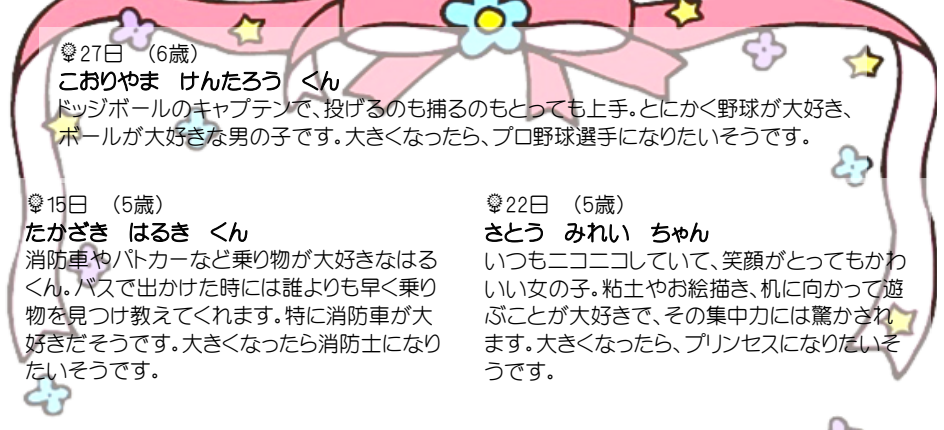 27日 （6歳）
こおりやま けんたろう くん
ドッジボールのキャプテンで、投げるのも捕るのもとっても上手。とにかく野球が大好き、
ボールが大好きな男の子です。大きくなったら、プロ野球選手になりたいそうです。
15日 （5歳）
たかざき はるき くん
消防車やパトカーなど乗り物が大好きなはる
くん。バスで出かけた時には誰よりも早く乗り
物を見つけ教えてくれます。特に消防車が大
好きだそうです。大きくなったら消防士になり
たいそうです。
22日 （5歳）
さとう みれい ちゃん
いつもニコニコしていて、笑顔がとってもかわ
いい女の子。粘土やお絵描き、机に向かって遊
ぶことが大好きで、その集中力には驚かされ
ます。大きくなったら、プリンセスになりたいそ
うです。